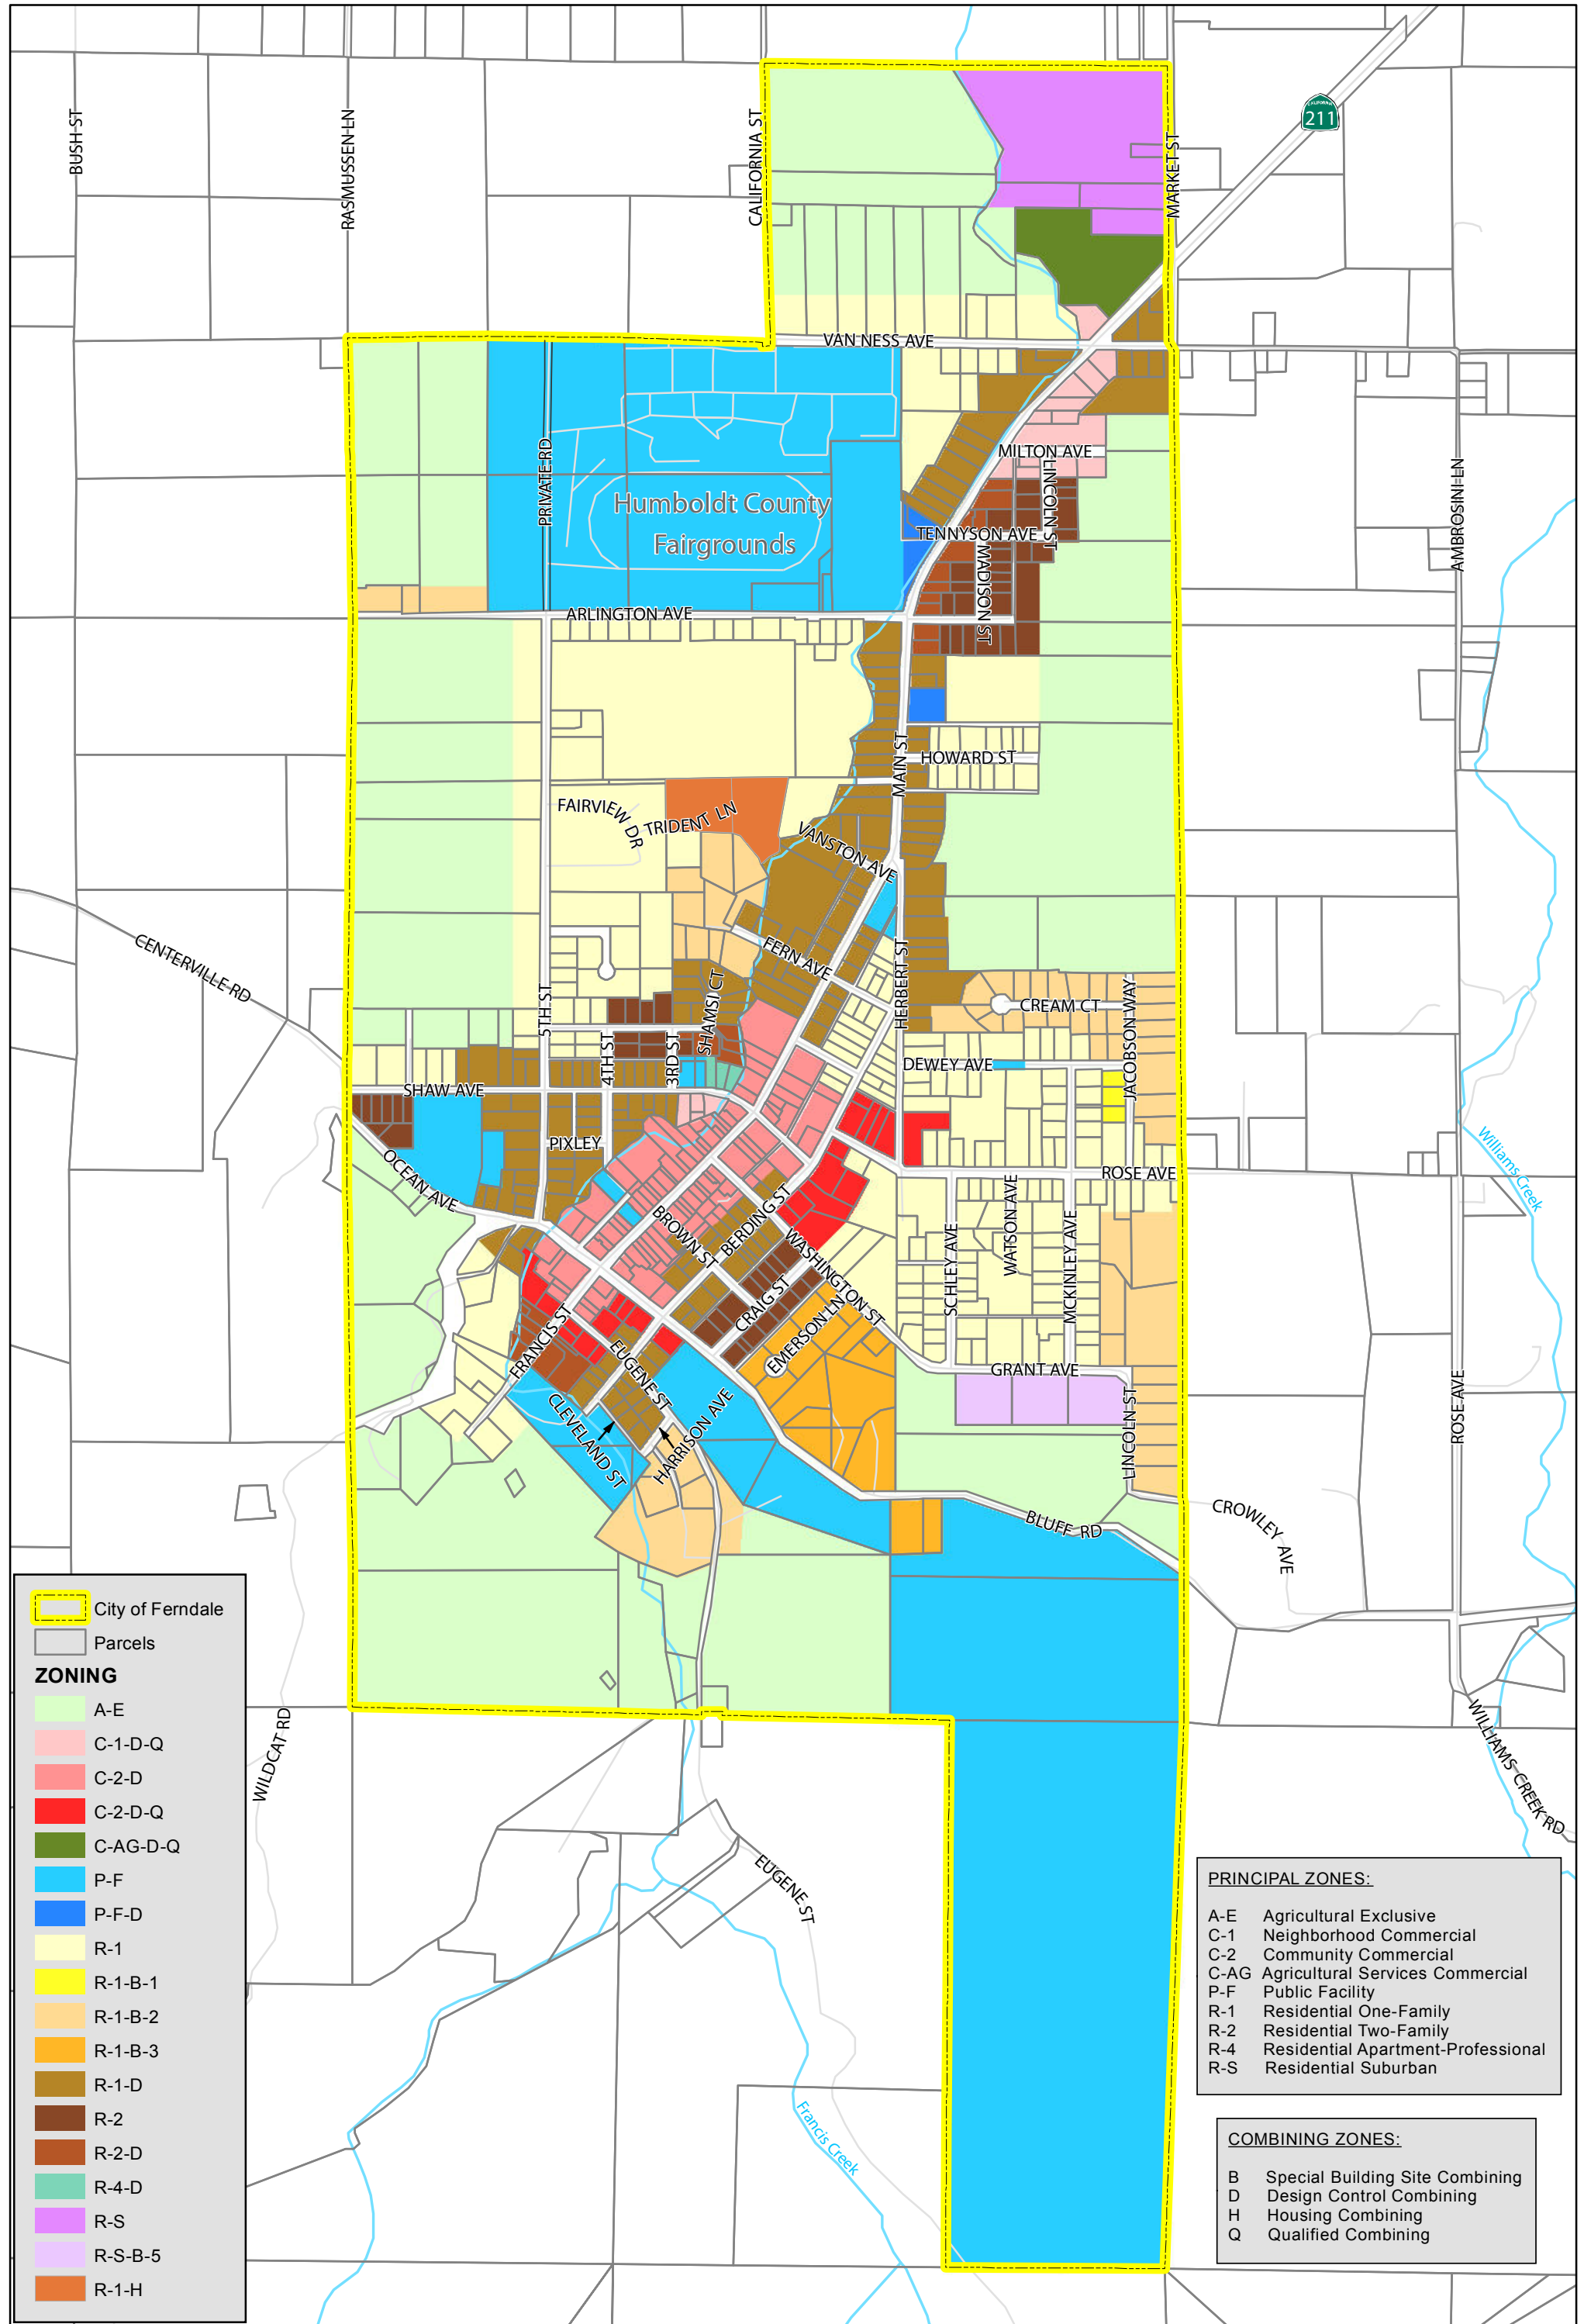 BUSH ST
RASMUSSEN LN
CALIFORNIA ST
MARKET ST
CALIFORNIA
211
VAN NESS AVE
PRIVATE RD
Humboldt County
Fairgrounds
MILTON AVE
LINCOLN ST
TENNYSON AVE
MADISON ST
AMBROSINI LN
ARLINGTON AVE
MAIN ST
HOWARD ST
FAIRVIEW DR
TRIDENT LN
VANSTON AVE
CENTERVILLE RD
FERN AVE
HERBERT ST
SHAMSI CT
5TH ST
4TH ST
3RD ST
CREAM CT
JACOBSON WAY
DEWEY AVE
SHAW AVE
PIXLEY
OCEAN AVE
ROSE AVE
Williams Creek
BROWN ST
BERDING ST
WASHINGTON ST
SCHLEY AVE
WATSON AVE
MCKINLEY AVE
CRAIG ST
EMERSON LN
FRANCIS ST
EUGENE ST
GRANT AVE
CLEVELAND ST
HARRISON AVE
LINCOLN ST
ROSE AVE
BLUFF RD
CROWLEY AVE
WILDCAT RD
WILLIAMS CREEK RD
EUGENE ST
Francis Creek
City of Ferndale
Parcels
ZONING
A-E
C-1-D-Q
C-2-D
C-2-D-Q
C-AG-D-Q
P-F
P-F-D
R-1
R-1-B-1
R-1-B-2
R-1-B-3
R-1-D
R-2
R-2-D
R-4-D
R-S
R-S-B-5
R-1-H
PRINCIPAL ZONES:
A-E Agricultural Exclusive
C-1 Neighborhood Commercial
C-2 Community Commercial
C-AG Agricultural Services Commercial
P-F Public Facility
R-1 Residential One-Family
R-2 Residential Two-Family
R-4 Residential Apartment-Professional
R-S Residential Suburban
COMBINING ZONES:
B Special Building Site Combining
D Design Control Combining
H Housing Combining
Q Qualified Combining